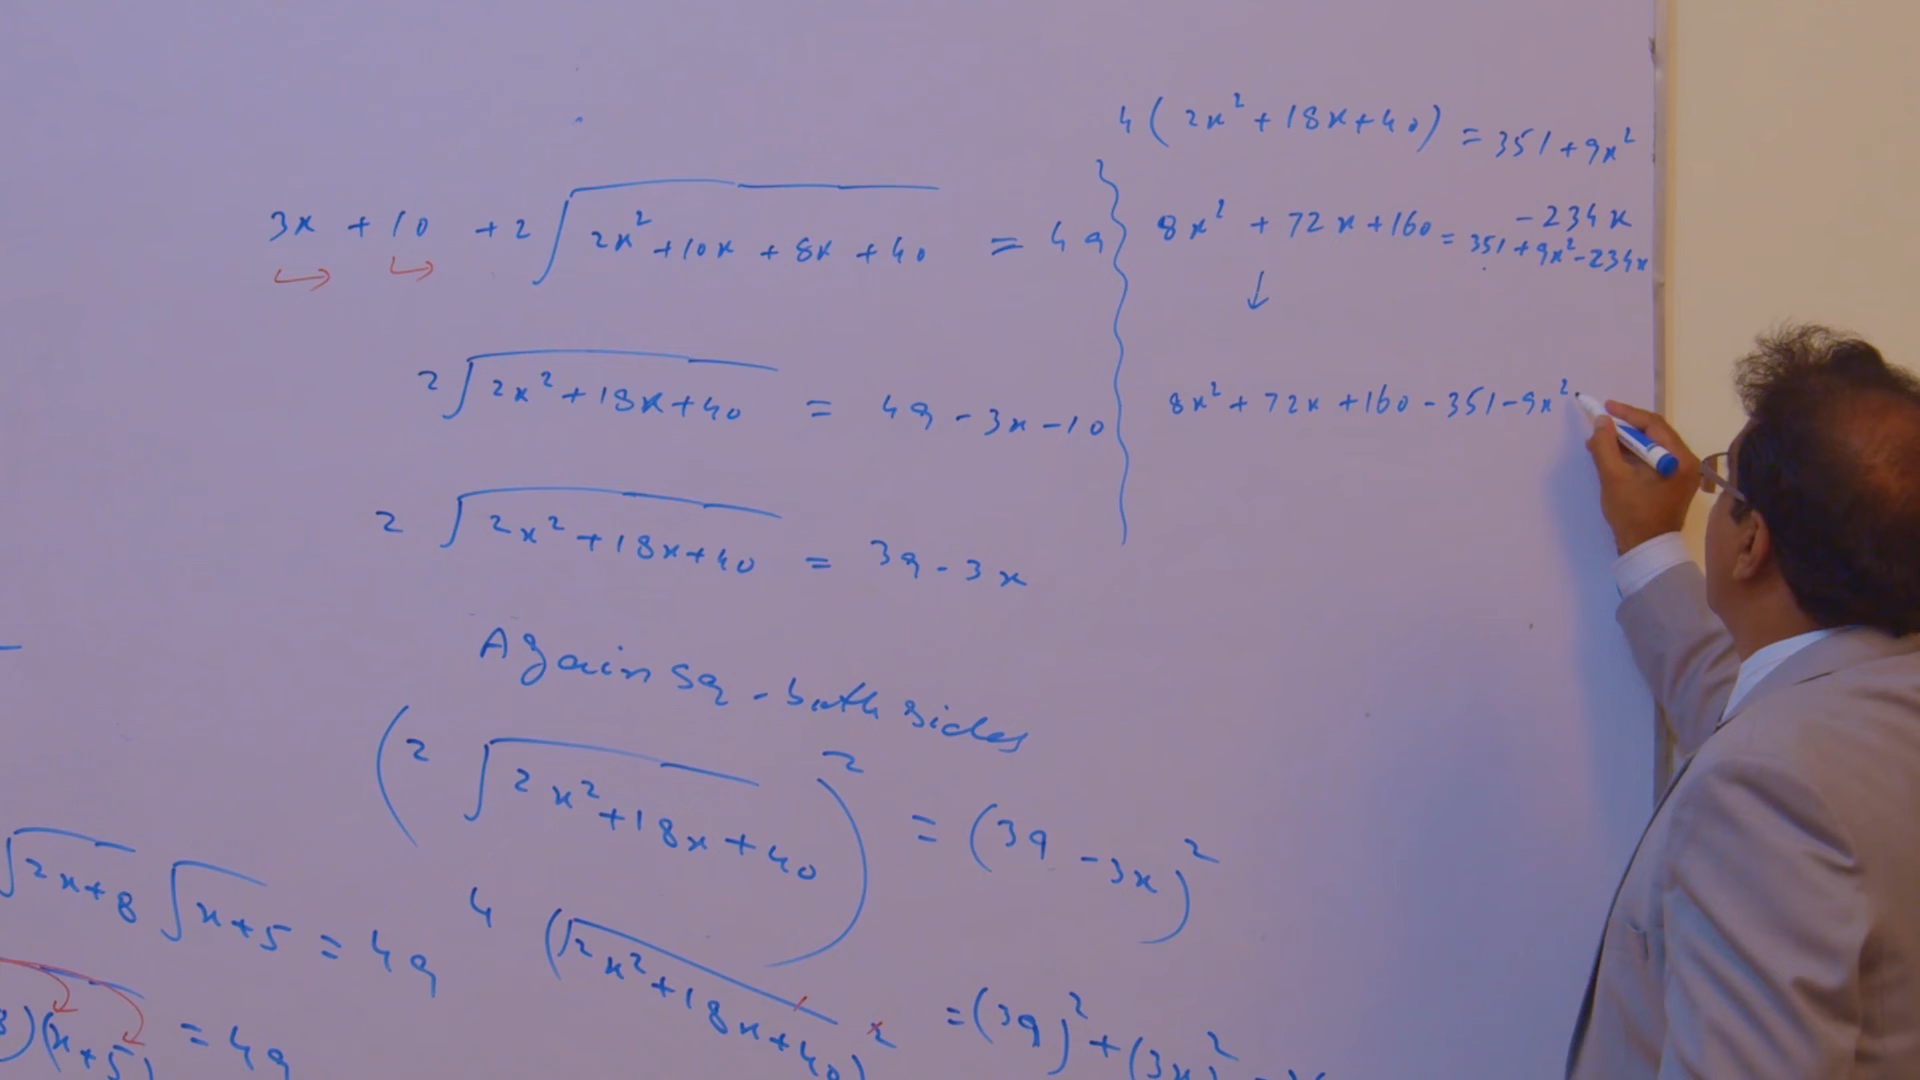 3x + 10 + 2√(2x² + 10x + 8x + 40) = 49
2√(2x² + 18x + 40) = 49 - 3x - 10
2√(2x² + 18x + 40) = 39 - 3x
Again sq. both sides
(2√(2x² + 18x + 40))² = (39 - 3x)²
√2x+8 √x+5 = 49
4(√2x² + 18x + 40)² = (39)² + (3x)²
)(x+5) = 49
4(2x² + 18x + 40) = 351 + 9x²
- 234x
8x² + 72x + 160 = 351 + 9x² - 234x
↓
8x² + 72x + 160 - 351 - 9x²